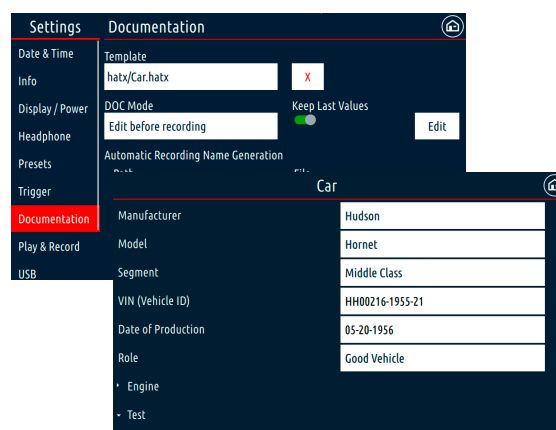 Settings
Documentation
Date & Time
Info
Display / Power
Headphone
Presets
Trigger
Documentation
Play & Record
USB
Template
hatx/Car.hatx
X
DOC Mode
Keep Last Values
Edit before recording
Edit
Automatic Recording Name Generation
Car
Manufacturer
Hudson
Model
Hornet
Segment
Middle Class
VIN (Vehicle ID)
HH00216-1955-21
Date of Production
05-20-1956
Role
Good Vehicle
Engine
Test